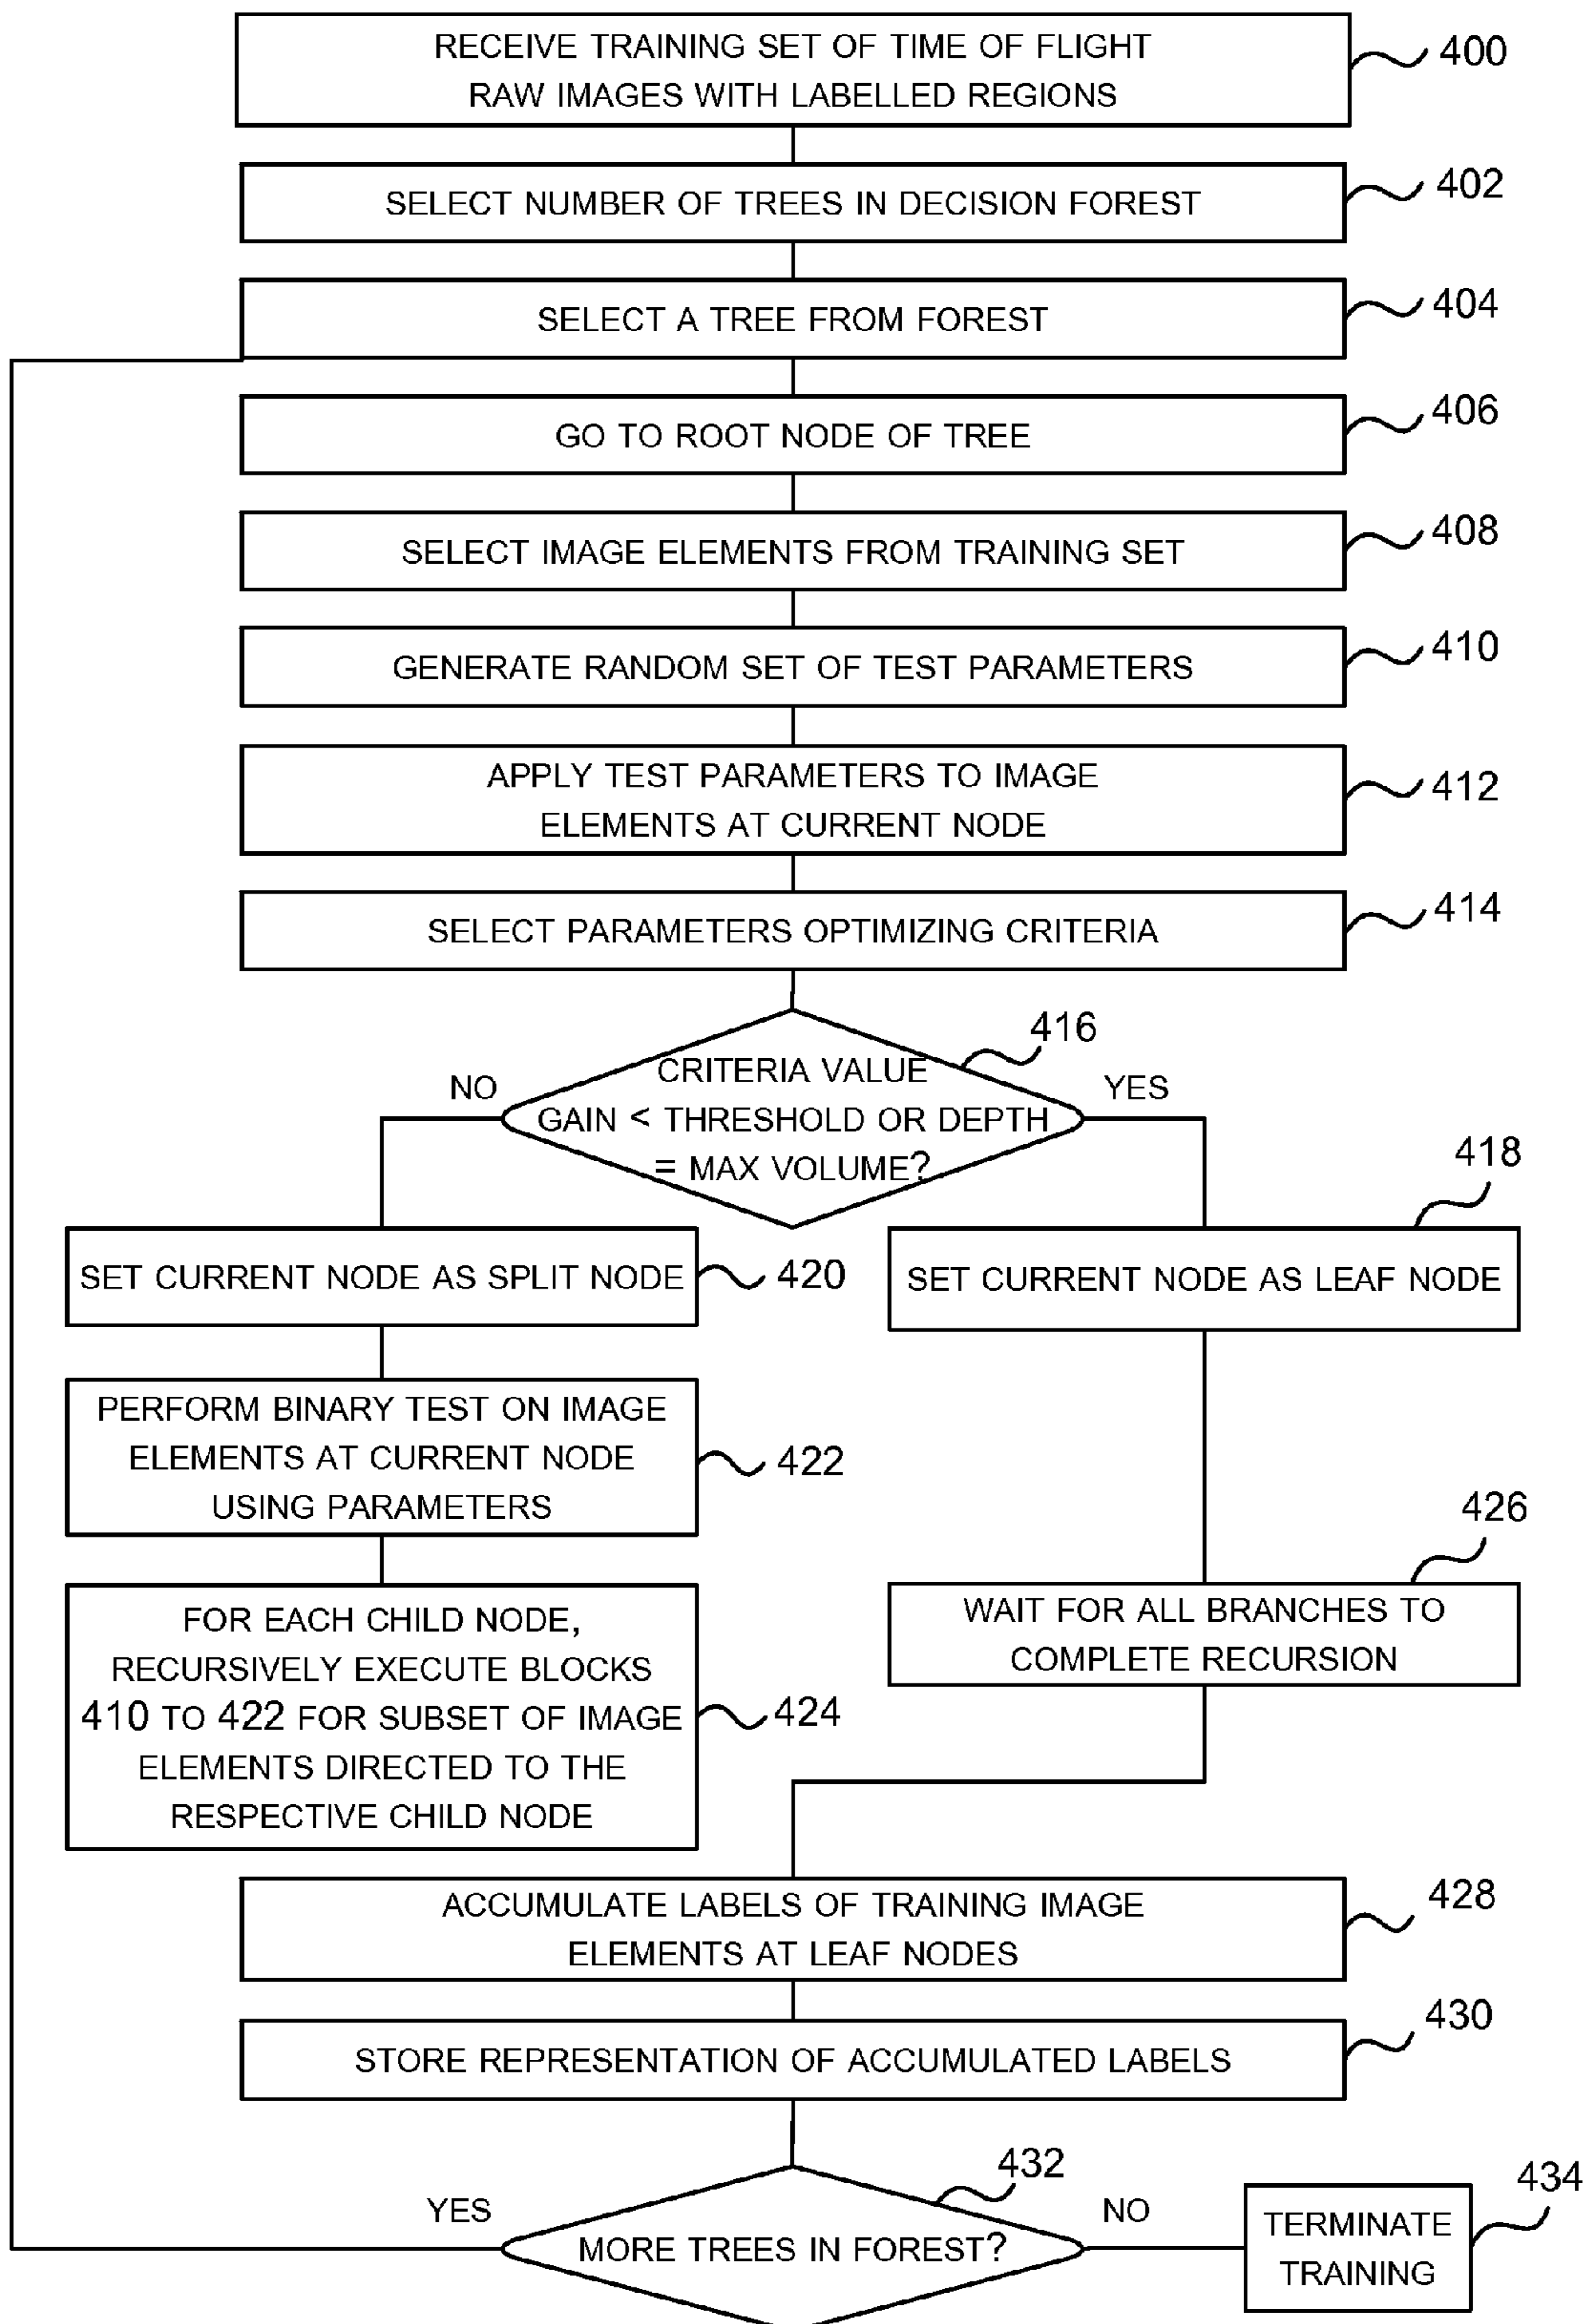 RECEIVE TRAINING SET OF TIME OF FLIGHT
RAW IMAGES WITH LABELLED REGIONS
400
SELECT NUMBER OF TREES IN DECISION FOREST
402
SELECT A TREE FROM FOREST
404
GO TO ROOT NODE OF TREE
406
SELECT IMAGE ELEMENTS FROM TRAINING SET
408
GENERATE RANDOM SET OF TEST PARAMETERS
410
APPLY TEST PARAMETERS TO IMAGE
ELEMENTS AT CURRENT NODE
412
SELECT PARAMETERS OPTIMIZING CRITERIA
414
416
CRITERIA VALUE
GAIN < THRESHOLD OR DEPTH
= MAX VOLUME?
NO
YES
SET CURRENT NODE AS SPLIT NODE
420
418
SET CURRENT NODE AS LEAF NODE
PERFORM BINARY TEST ON IMAGE
ELEMENTS AT CURRENT NODE
USING PARAMETERS
422
FOR EACH CHILD NODE,
RECURSIVELY EXECUTE BLOCKS
410 TO 422 FOR SUBSET OF IMAGE
ELEMENTS DIRECTED TO THE
RESPECTIVE CHILD NODE
424
426
WAIT FOR ALL BRANCHES TO
COMPLETE RECURSION
ACCUMULATE LABELS OF TRAINING IMAGE
ELEMENTS AT LEAF NODES
428
STORE REPRESENTATION OF ACCUMULATED LABELS
430
432
YES
MORE TREES IN FOREST?
NO
434
TERMINATE
TRAINING